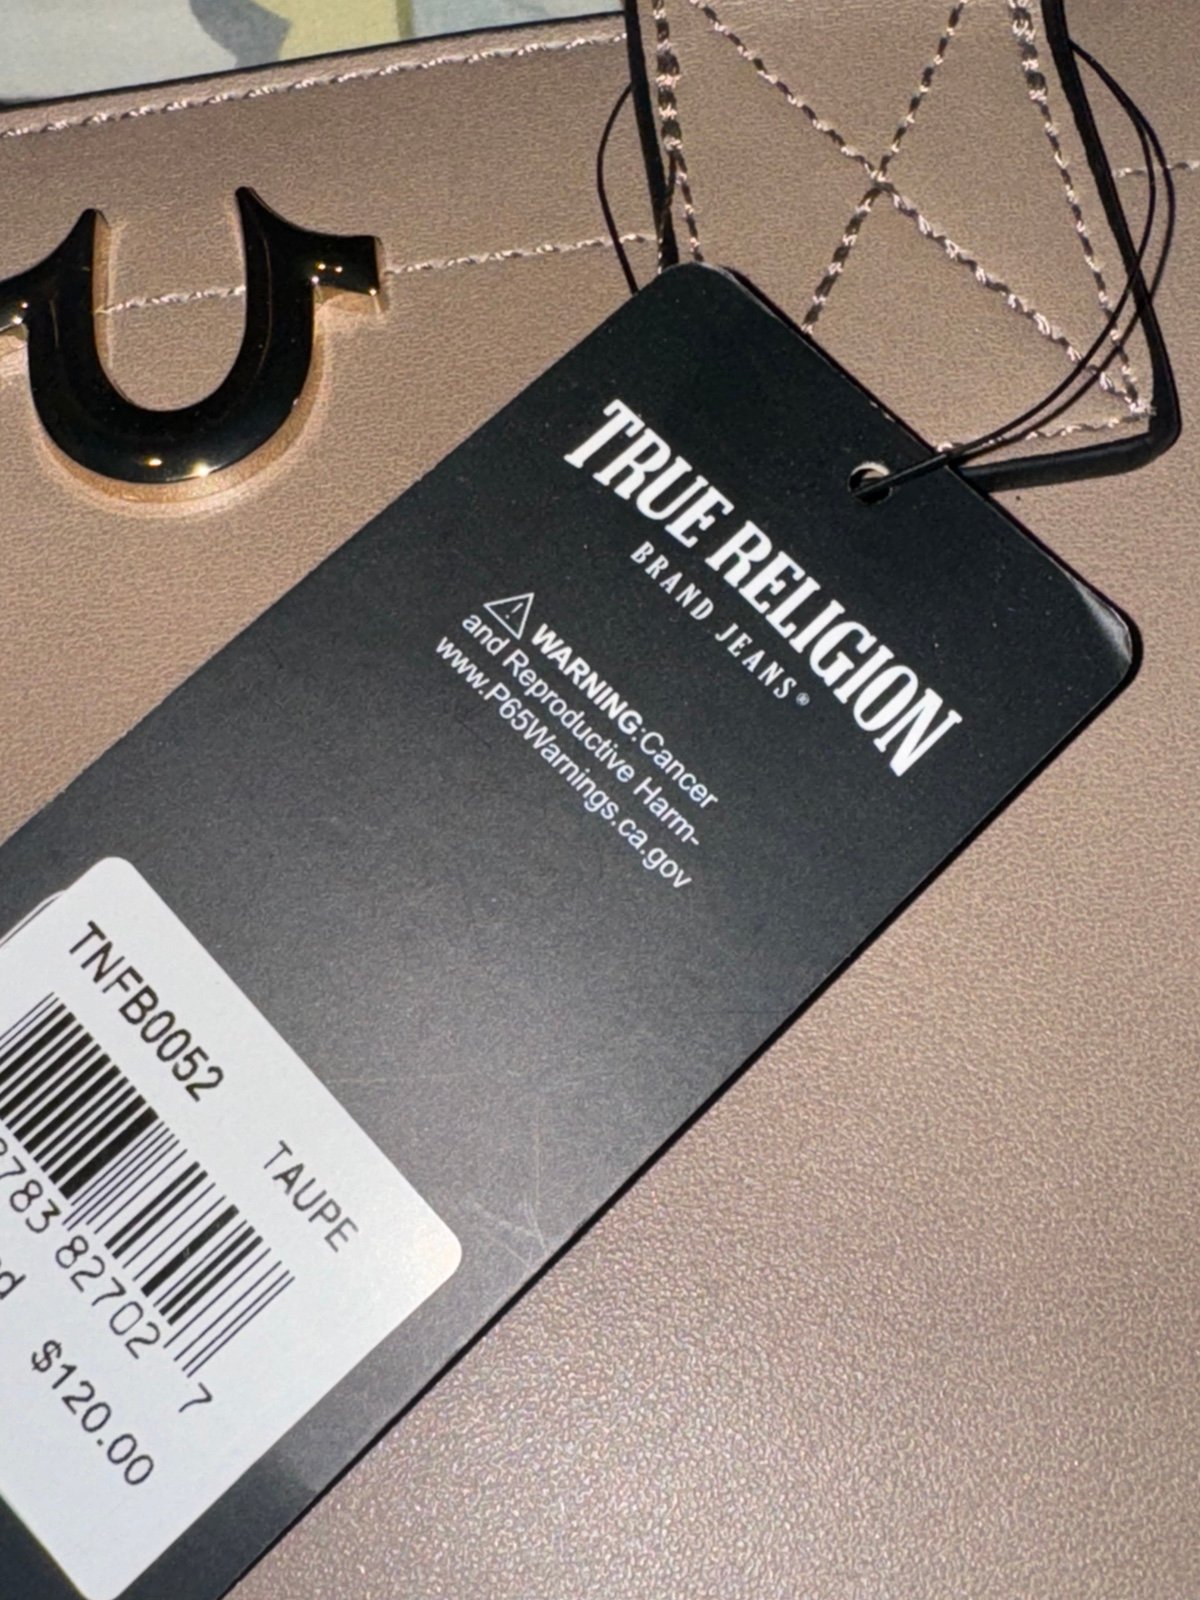 TRUE RELIGION
BRAND JEANS®
WARNING:Cancer
and Reproductive Harm-
www.P65Warnings.ca.gov
TNFB0052
TAUPE
783 82702 7
$120.00